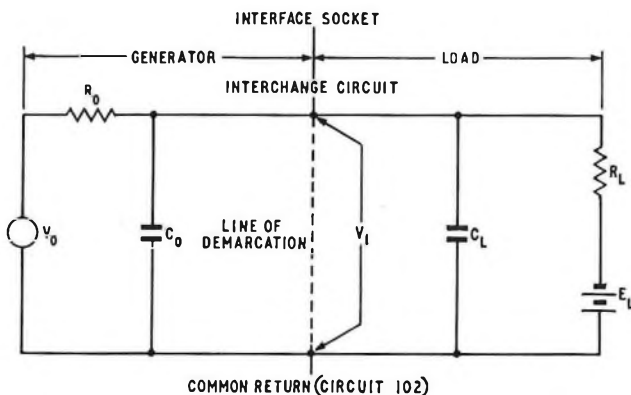 INTERFACE SOCKET
GENERATOR
LOAD
INTERCHANGE CIRCUIT
R0
RL
V0
C0
LINE OF
DEMARCATION
V1
CL
EL
COMMON RETURN (CIRCUIT 102)